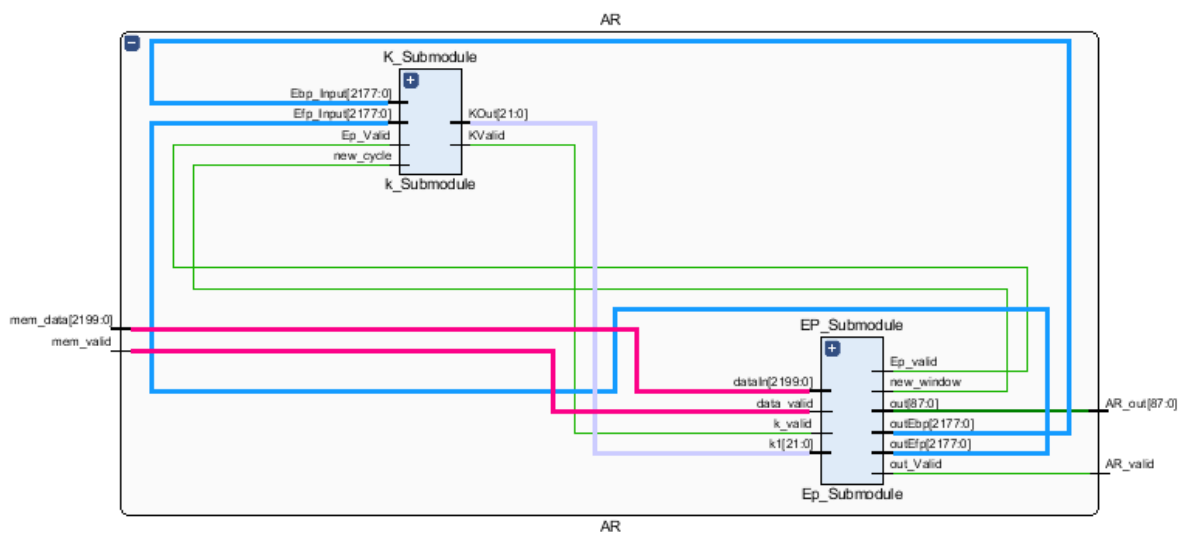 AR
K_Submodule
Ebp_Input[2177:0]
Efp_Input[2177:0]
Ep_Valid
new_cycle
KOut[21:0]
KValid
k_Submodule
mem_data[2199:0]
mem_valid
EP_Submodule
dataIn[2199:0]
data_valid
k_valid
k1[21:0]
Ep_valid
new_window
out[87:0]
outEbp[2177:0]
outEfp[2177:0]
out_Valid
Ep_Submodule
AR_out[87:0]
AR_valid
AR